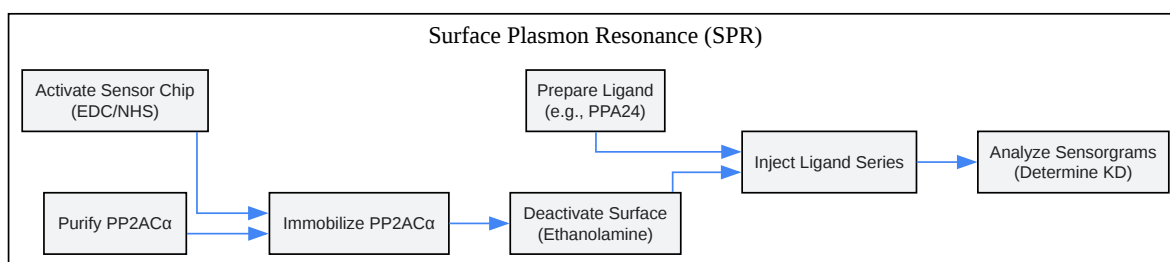 Surface Plasmon Resonance (SPR)
Activate Sensor Chip
(EDC/NHS)
Prepare Ligand
(e.g., PPA24)
Inject Ligand Series
Analyze Sensorgrams
(Determine KD)
Purify PP2ACα
Immobilize PP2ACα
Deactivate Surface
(Ethanolamine)